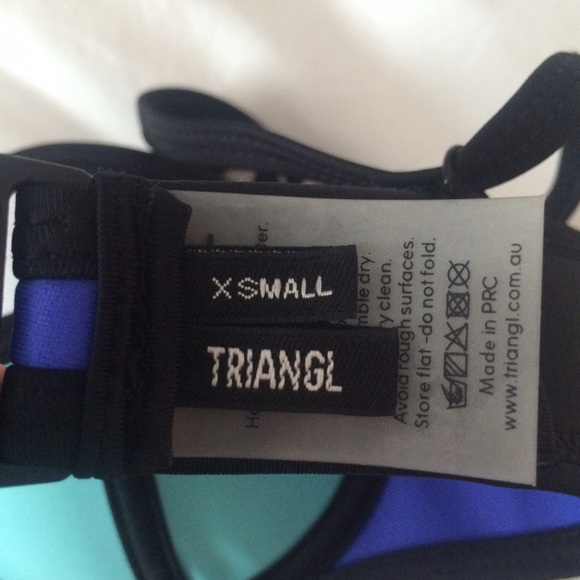 X SMALL
TRIANGL
Avoid rough surfaces.
Store flat -do not fold.
Made in PRC
www.triangl.com.au